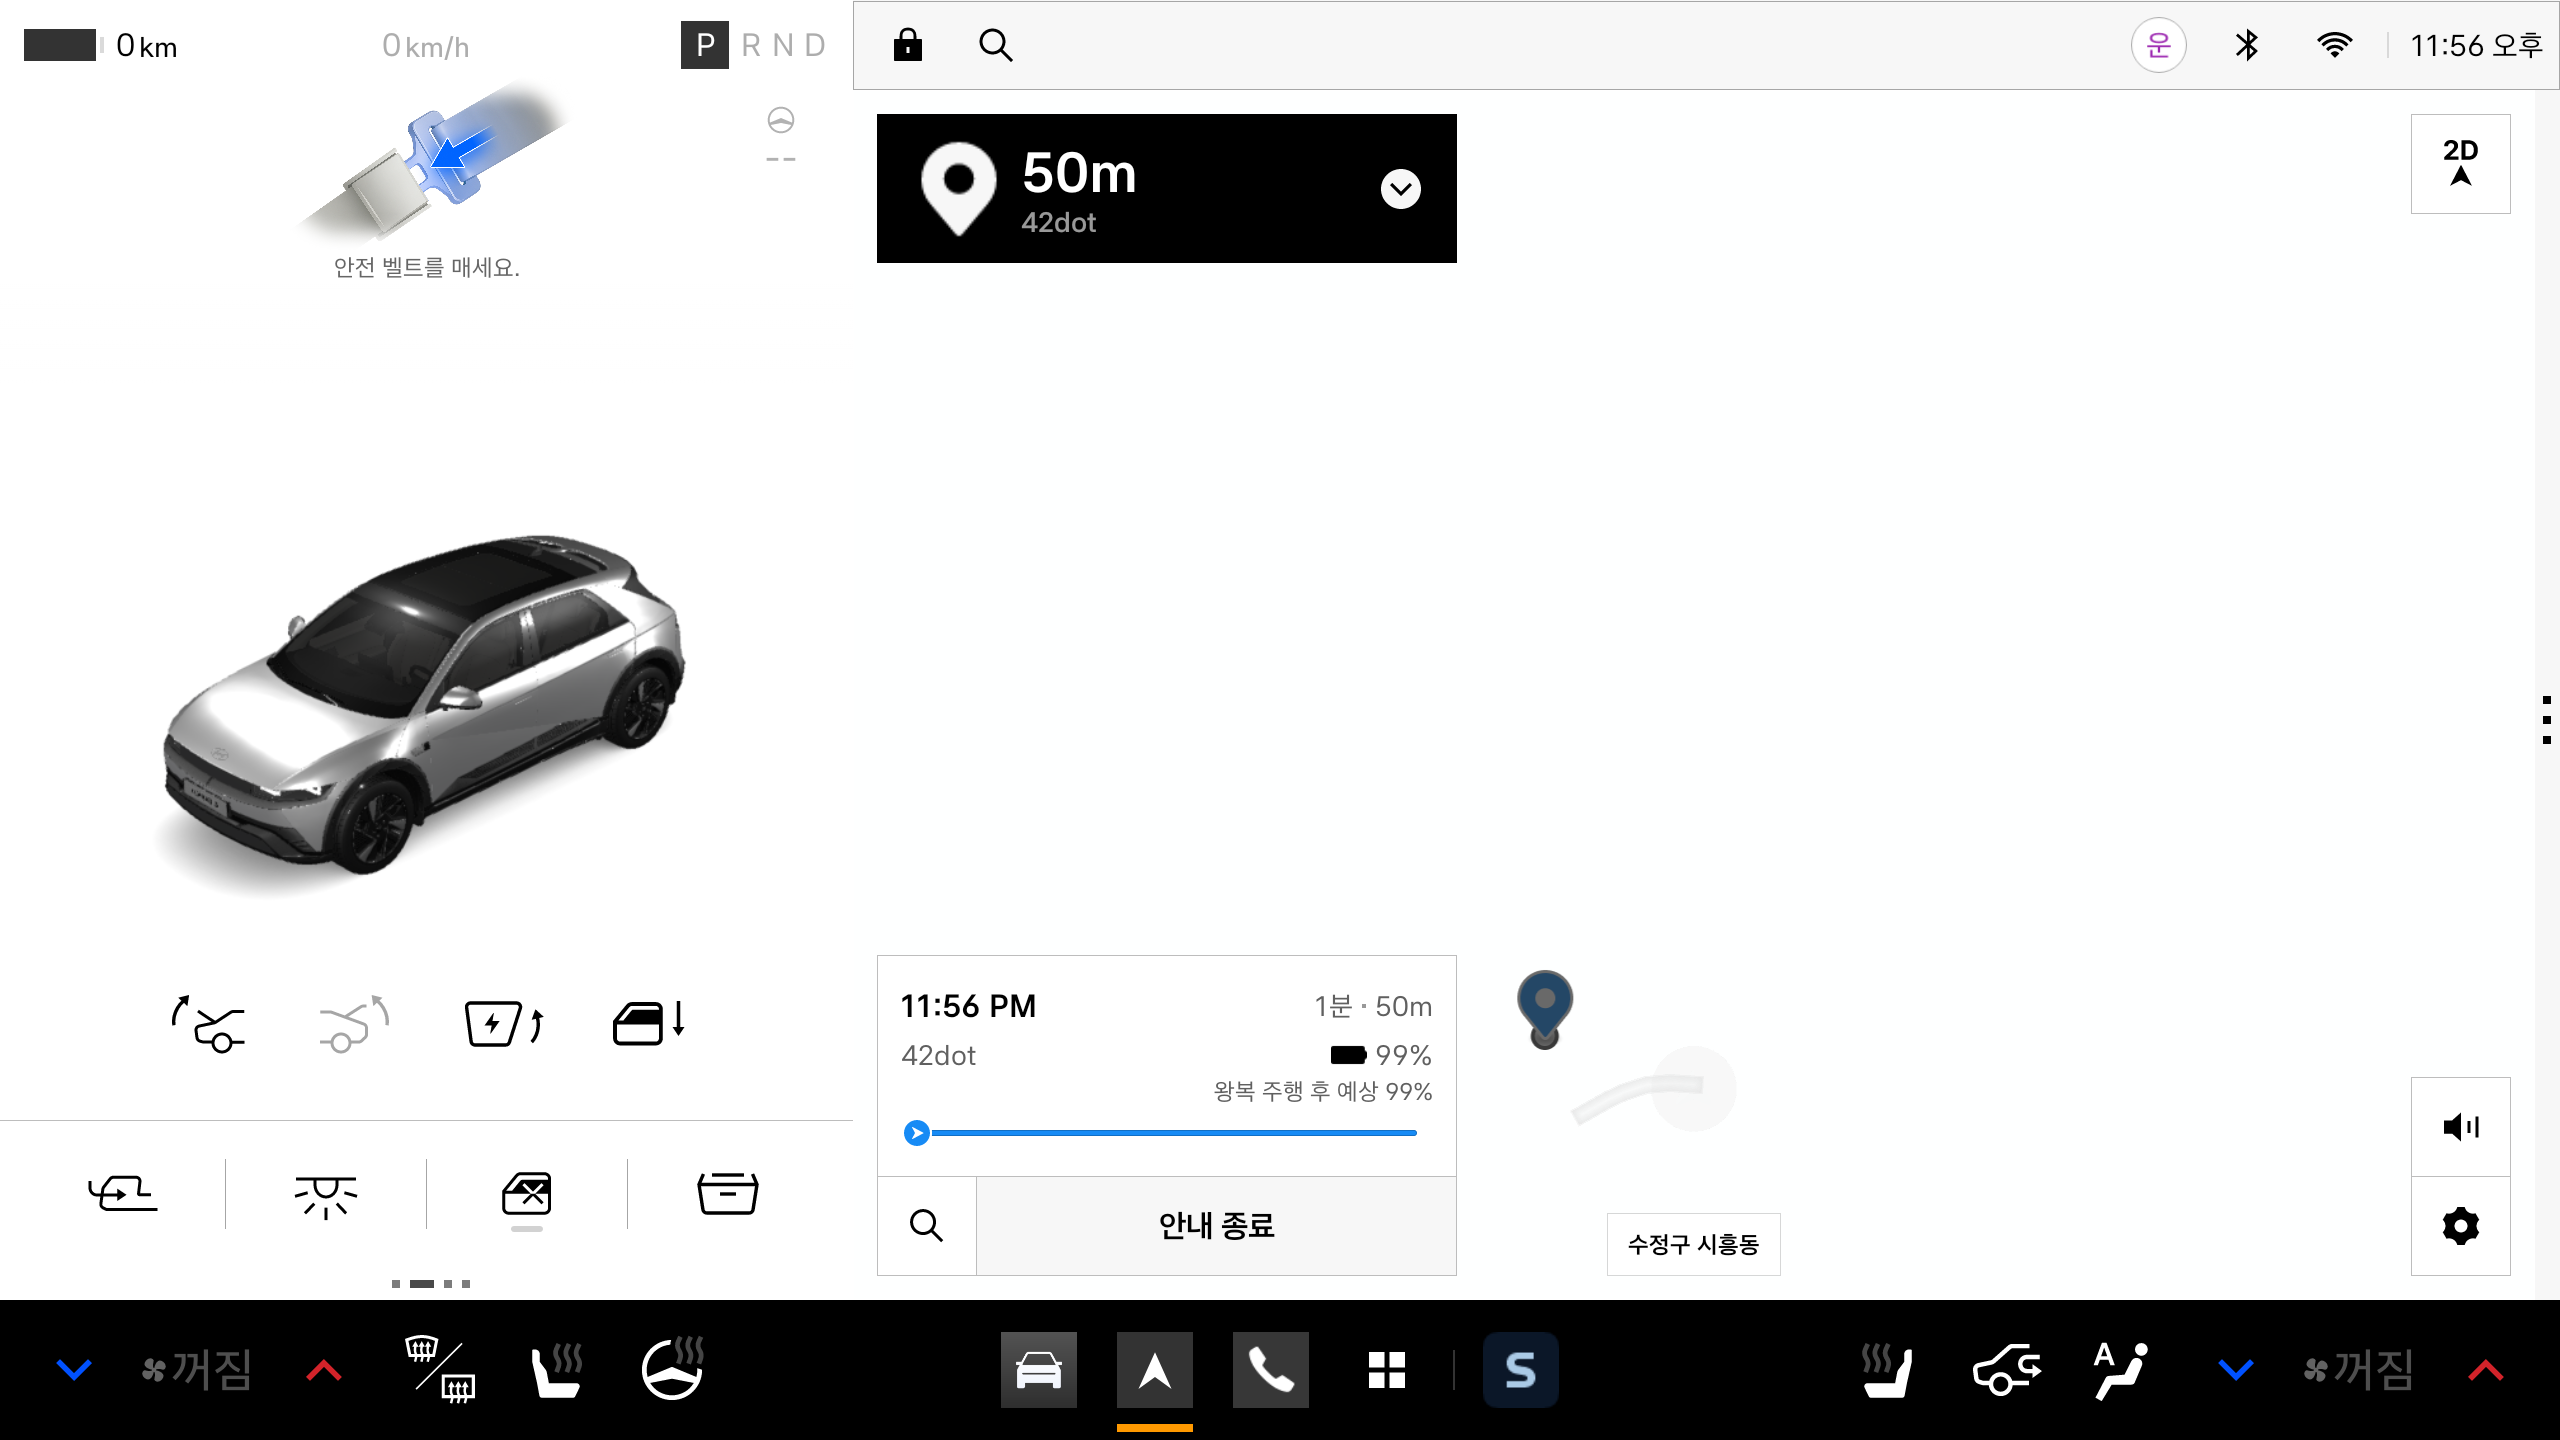 0 km
0 km/h
P R N D
운
11:56 오후
안전 벨트를 매세요.
50m
42dot
2D
11:56 PM
1분 · 50m
42dot
99%
왕복 주행 후 예상 99%
안내 종료
수정구 시흥동
꺼짐
S
A
꺼짐